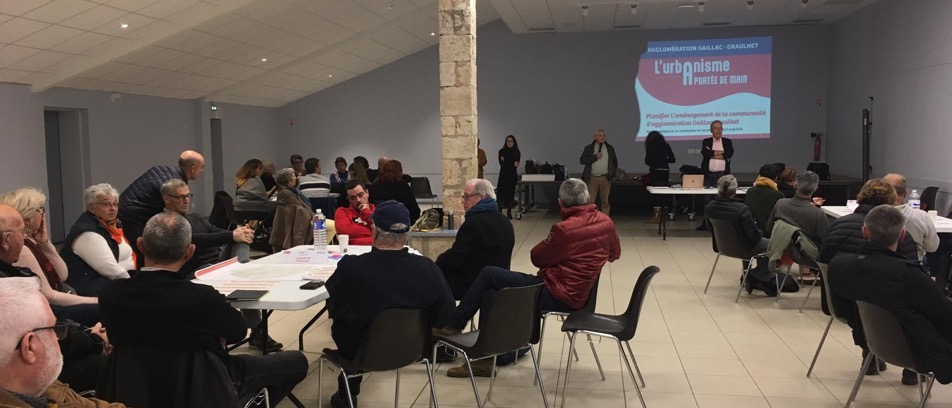 AGGLOMÉRATION GAILLAC - GRAULHET
L'urbAnisme
À PORTÉE DE MAIN
Planifier l'aménagement de la communauté
d'agglomération Gaillac-Graulhet